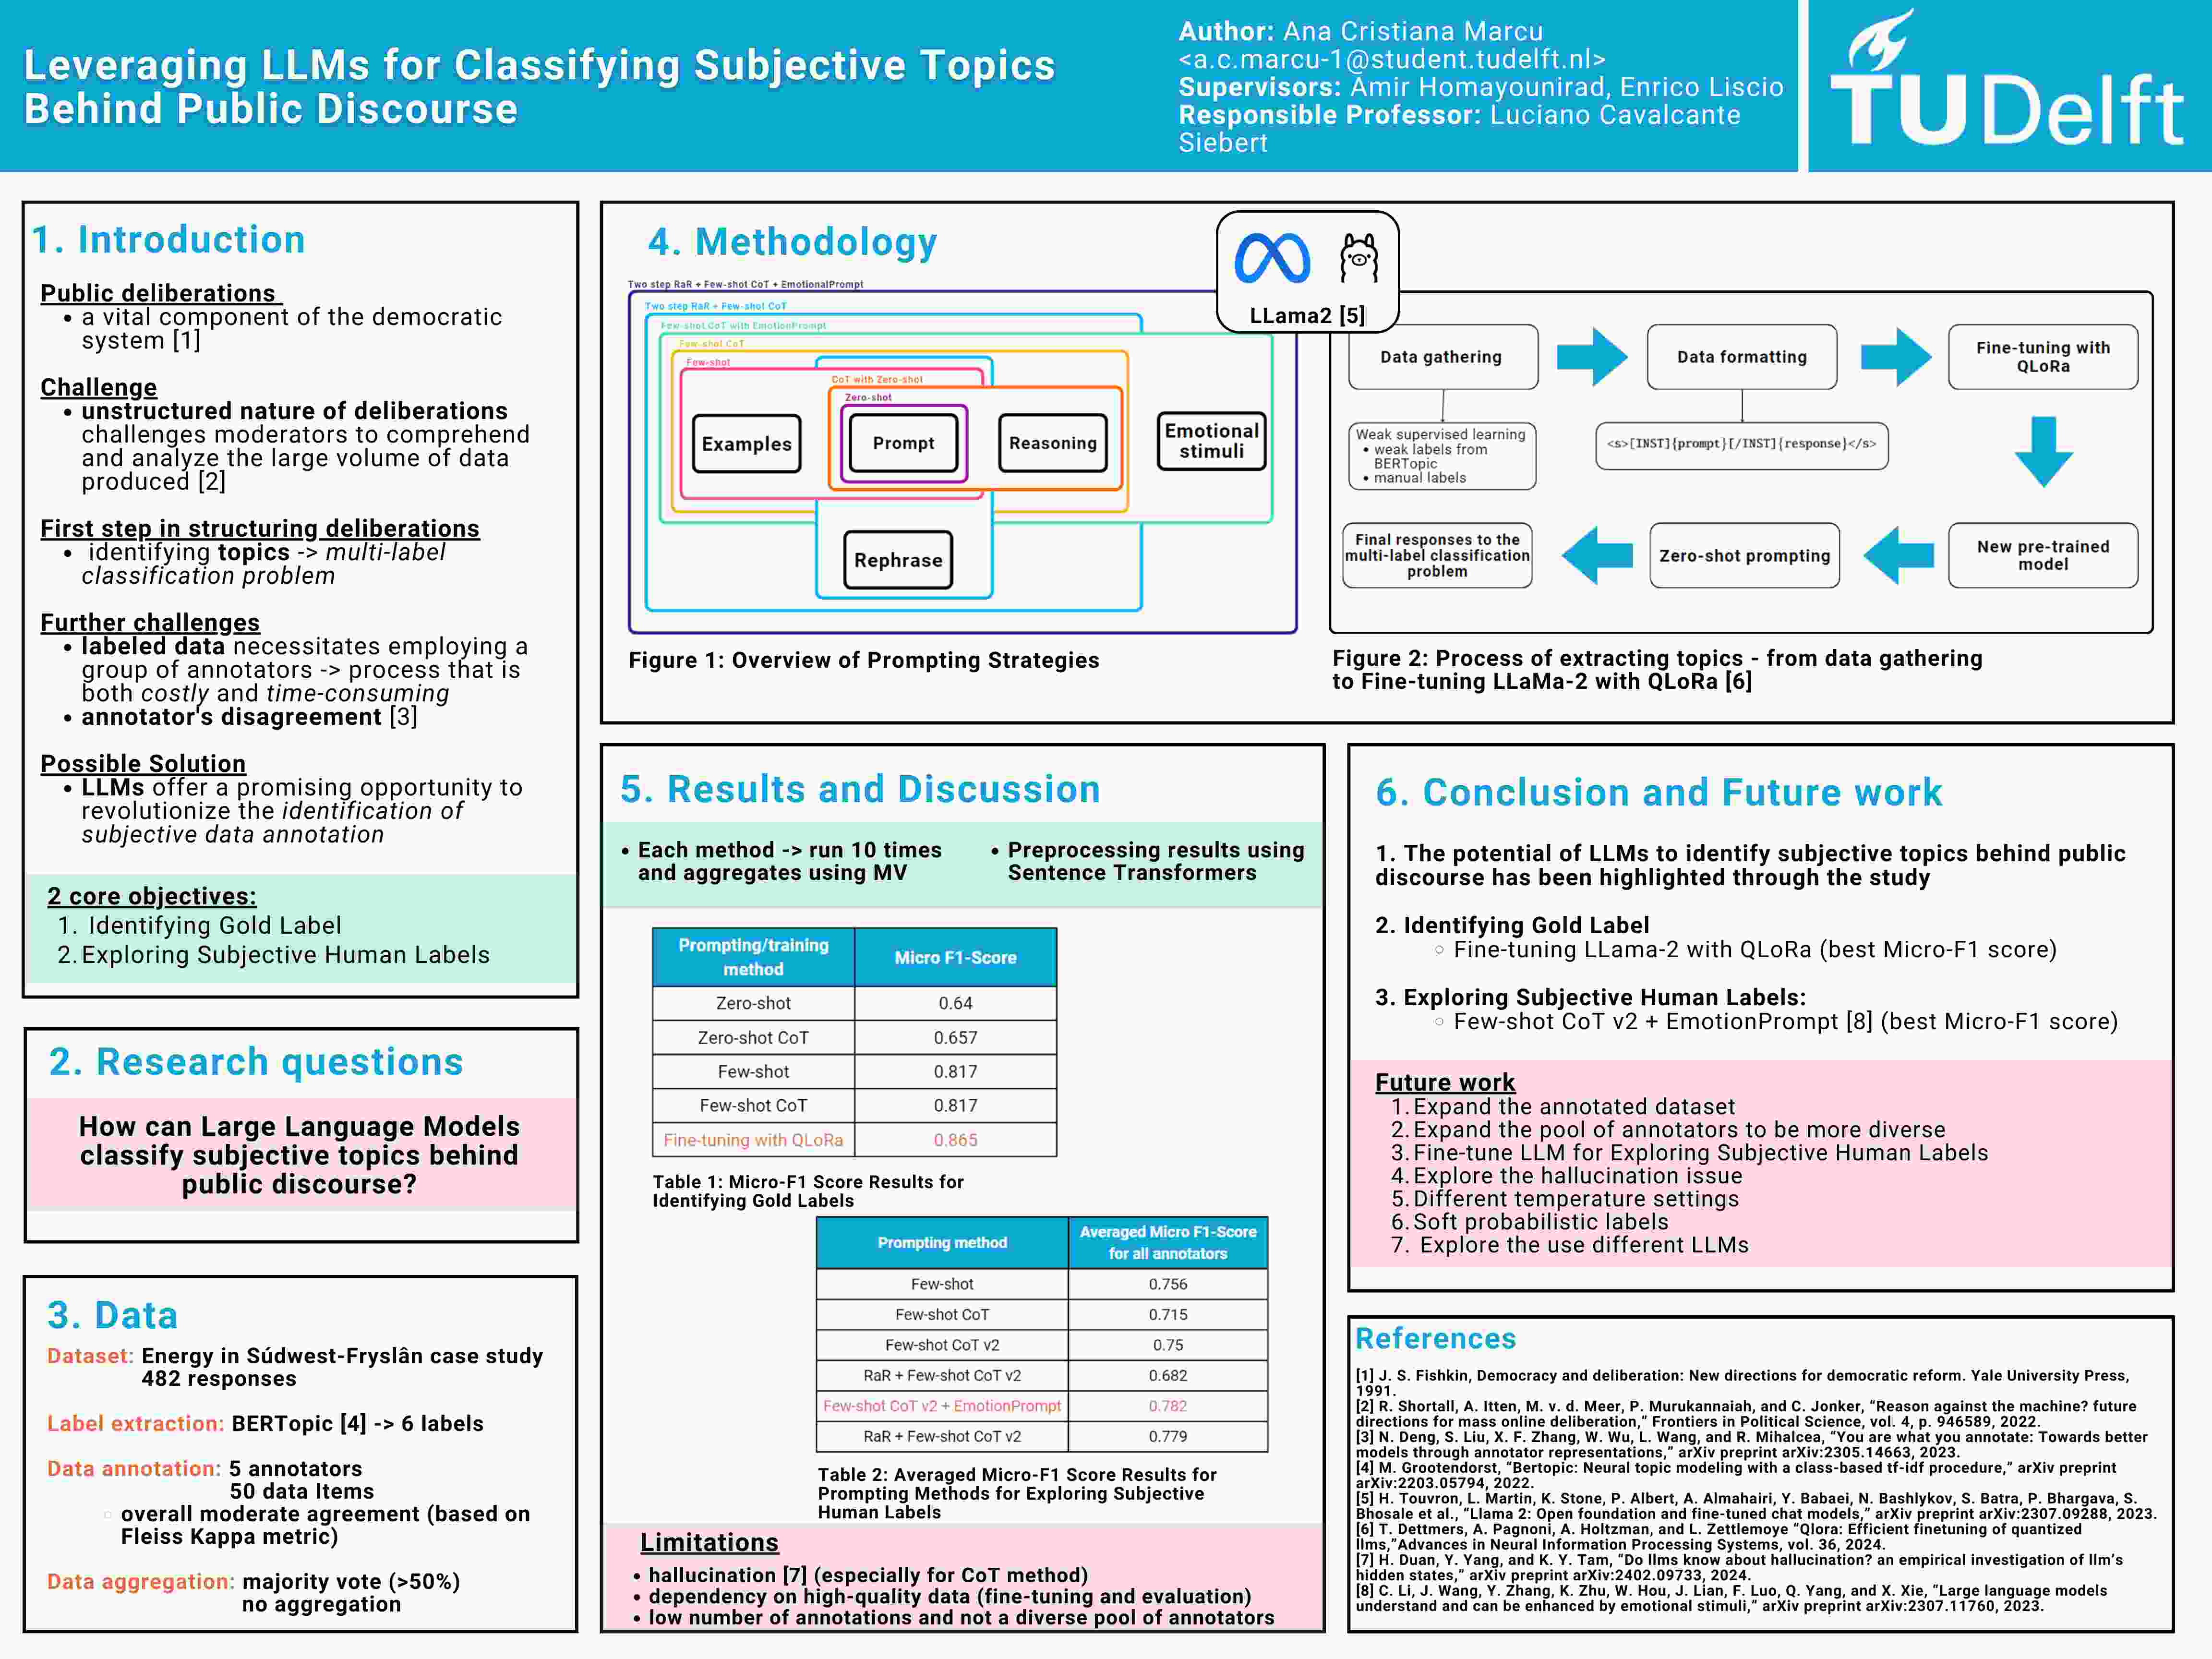 Leveraging LLMs for Classifying Subjective Topics
Behind Public Discourse
Author: Ana Cristiana Marcu
<a.c.marcu-1@student.tudelft.nl>
Supervisors: Amir Homayounirad, Enrico Liscio
Responsible Professor: Luciano Cavalcante
Siebert
TUDelft
1. Introduction
Public deliberations
• a vital component of the democratic
system [1]
Challenge
• unstructured nature of deliberations
challenges moderators to comprehend
and analyze the large volume of data
produced [2]
First step in structuring deliberations
• identifying topics -> multi-label
classification problem
Further challenges
• labeled data necessitates employing a
group of annotators -> process that is
both costly and time-consuming
• annotator's disagreement [3]
Possible Solution
• LLMs offer a promising opportunity to
revolutionize the identification of
subjective data annotation
2 core objectives:
1. Identifying Gold Label
2. Exploring Subjective Human Labels
2. Research questions
How can Large Language Models
classify subjective topics behind
public discourse?
3. Data
Dataset: Energy in Súdwest-Fryslân case study
482 responses
Label extraction: BERTopic [4] -> 6 labels
Data annotation: 5 annotators
50 data Items
○ overall moderate agreement (based on
Fleiss Kappa metric)
Data aggregation: majority vote (>50%)
no aggregation
4. Methodology
Two step RaR + Few-shot CoT + EmotionalPrompt
Two step RaR + Few-shot CoT
Few-shot CoT with EmotionPrompt
Few-shot CoT
Few-shot
CoT with Zero-shot
Zero-shot
Examples
Prompt
Reasoning
Emotional
stimuli
Rephrase
Figure 1: Overview of Prompting Strategies
LLama2 [5]
Data gathering
Data formatting
Fine-tuning with
QLoRa
Weak supervised learning
• weak labels from
BERTopic
• manual labels
<s>[INST]{prompt}[/INST]{response}</s>
Final responses to the
multi-label classification
problem
Zero-shot prompting
New pre-trained
model
Figure 2: Process of extracting topics - from data gathering
to Fine-tuning LLaMa-2 with QLoRa [6]
5. Results and Discussion
• Each method -> run 10 times
and aggregates using MV
• Preprocessing results using
Sentence Transformers
Prompting/training
method
Micro F1-Score
Zero-shot 0.64
Zero-shot CoT 0.657
Few-shot 0.817
Few-shot CoT 0.817
Fine-tuning with QLoRa 0.865
Table 1: Micro-F1 Score Results for
Identifying Gold Labels
Prompting method
Averaged Micro F1-Score
for all annotators
Few-shot 0.756
Few-shot CoT 0.715
Few-shot CoT v2 0.75
RaR + Few-shot CoT v2 0.682
Few-shot CoT v2 + EmotionPrompt 0.782
RaR + Few-shot CoT v2 0.779
Table 2: Averaged Micro-F1 Score Results for
Prompting Methods for Exploring Subjective
Human Labels
Limitations
• hallucination [7] (especially for CoT method)
• dependency on high-quality data (fine-tuning and evaluation)
• low number of annotations and not a diverse pool of annotators
6. Conclusion and Future work
1. The potential of LLMs to identify subjective topics behind public
discourse has been highlighted through the study
2. Identifying Gold Label
○ Fine-tuning LLama-2 with QLoRa (best Micro-F1 score)
3. Exploring Subjective Human Labels:
○ Few-shot CoT v2 + EmotionPrompt [8] (best Micro-F1 score)
Future work
1. Expand the annotated dataset
2. Expand the pool of annotators to be more diverse
3. Fine-tune LLM for Exploring Subjective Human Labels
4. Explore the hallucination issue
5. Different temperature settings
6. Soft probabilistic labels
7. Explore the use different LLMs
References
[1] J. S. Fishkin, Democracy and deliberation: New directions for democratic reform. Yale University Press,
1991.
[2] R. Shortall, A. Itten, M. v. d. Meer, P. Murukannaiah, and C. Jonker, “Reason against the machine? future
directions for mass online deliberation,” Frontiers in Political Science, vol. 4, p. 946589, 2022.
[3] N. Deng, S. Liu, X. F. Zhang, W. Wu, L. Wang, and R. Mihalcea, “You are what you annotate: Towards better
models through annotator representations,” arXiv preprint arXiv:2305.14663, 2023.
[4] M. Grootendorst, “Bertopic: Neural topic modeling with a class-based tf-idf procedure,” arXiv preprint
arXiv:2203.05794, 2022.
[5] H. Touvron, L. Martin, K. Stone, P. Albert, A. Almahairi, Y. Babaei, N. Bashlykov, S. Batra, P. Bhargava, S.
Bhosale et al., “Llama 2: Open foundation and fine-tuned chat models,” arXiv preprint arXiv:2307.09288, 2023.
[6] T. Dettmers, A. Pagnoni, A. Holtzman, and L. Zettlemoye “Qlora: Efficient finetuning of quantized
llms,”Advances in Neural Information Processing Systems, vol. 36, 2024.
[7] H. Duan, Y. Yang, and K. Y. Tam, “Do llms know about hallucination? an empirical investigation of llm’s
hidden states,” arXiv preprint arXiv:2402.09733, 2024.
[8] C. Li, J. Wang, Y. Zhang, K. Zhu, W. Hou, J. Lian, F. Luo, Q. Yang, and X. Xie, “Large language models
understand and can be enhanced by emotional stimuli,” arXiv preprint arXiv:2307.11760, 2023.